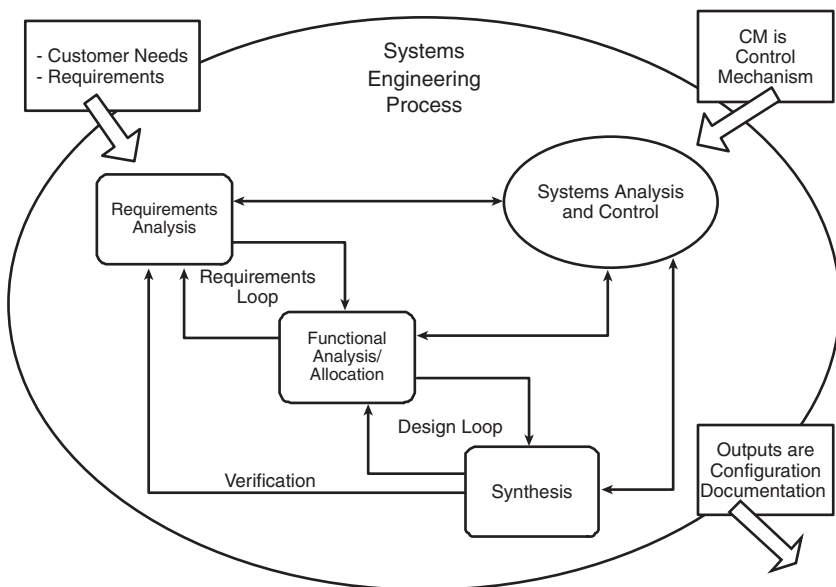 - Customer Needs
- Requirements
Systems
Engineering
Process
CM is
Control
Mechanism
Requirements
Analysis
Systems Analysis
and Control
Requirements
Loop
Functional
Analysis/
Allocation
Design Loop
Verification
Synthesis
Outputs are
Configuration
Documentation